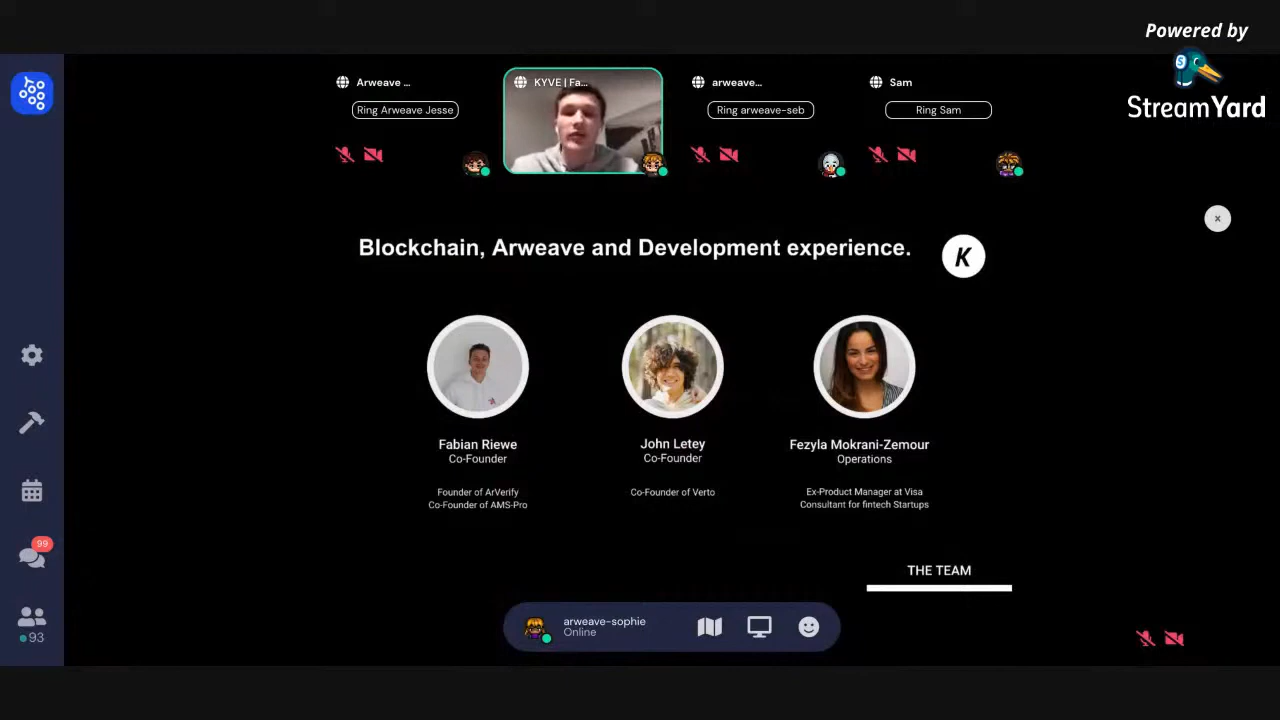 Powered by
StreamYard
Arweave ...
Ring Arweave Jesse
KYVE | Fa...
arweave...
Ring arweave-seb
Sam
Ring Sam
×
Blockchain, Arweave and Development experience.
K
Fabian Riewe
Co-Founder
Founder of ArVerify
Co-Founder of AMS-Pro
John Letey
Co-Founder
Co-Founder of Verto
Fezyla Mokrani-Zemour
Operations
Ex-Product Manager at Visa
Consultant for fintech Startups
THE TEAM
99
93
arweave-sophie
Online